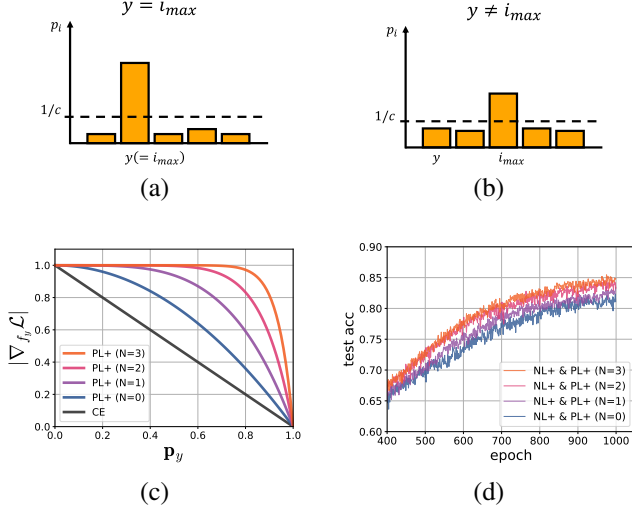 y = i_max
p_i
1/c
y(= i_max)
(a)
y ≠ i_max
p_i
1/c
y i_max
(b)
|∇_{f_y} ℒ|
1.0
0.8
0.6
0.4
0.2
0.0
PL+ (N=3)
PL+ (N=2)
PL+ (N=1)
PL+ (N=0)
CE
0.0 0.2 0.4 0.6 0.8 1.0
p_y
(c)
test acc
0.90
0.85
0.80
0.75
0.70
0.65
0.60
NL+ & PL+ (N=3)
NL+ & PL+ (N=2)
NL+ & PL+ (N=1)
NL+ & PL+ (N=0)
400 500 600 700 800 900 1000
epoch
(d)